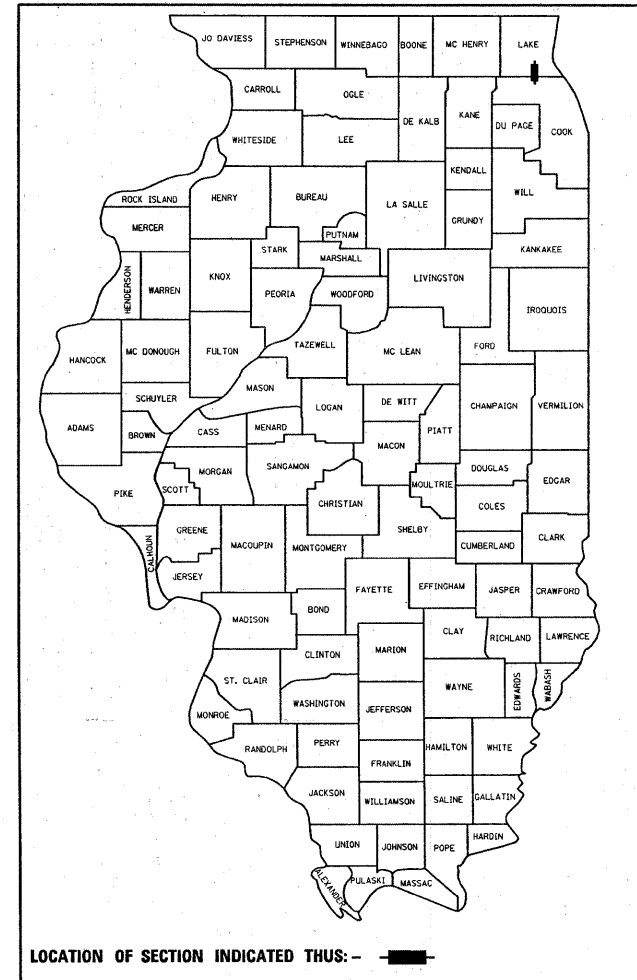 JO DAVIESS STEPHENSON WINNEBAGO BOONE MC HENRY LAKE
CARROLL OGLE DE KALB KANE DU PAGE COOK
WHITESIDE LEE KENDALL WILL
ROCK ISLAND HENRY BUREAU LA SALLE GRUNDY
MERCER STARK PUTNAM MARSHALL KANKAKEE
HENDERSON WARREN KNOX PEORIA WOODFORD LIVINGSTON IROQUOIS
HANCOCK MC DONOUGH FULTON TAZEWELL MC LEAN FORD
SCHUYLER MASON LOGAN DE WITT CHAMPAIGN VERMILION
ADAMS BROWN CASS MENARD MACON PIATT
PIKE SCOTT MORGAN SANGAMON CHRISTIAN MOULTRIE DOUGLAS EDGAR
CALHOUN GREENE MACOUPIN MONTGOMERY SHELBY COLES
JERSEY CUMBERLAND CLARK
MADISON BOND FAYETTE EFFINGHAM JASPER CRAWFORD
CLINTON MARION CLAY RICHLAND LAWRENCE
ST. CLAIR WASHINGTON JEFFERSON WAYNE EDWARDS WABASH
MONROE RANDOLPH PERRY FRANKLIN HAMILTON WHITE
JACKSON WILLIAMSON SALINE GALLATIN
UNION JOHNSON POPE HARDIN
ALEXANDER PULASKI MASSAC
LOCATION OF SECTION INDICATED THUS: -